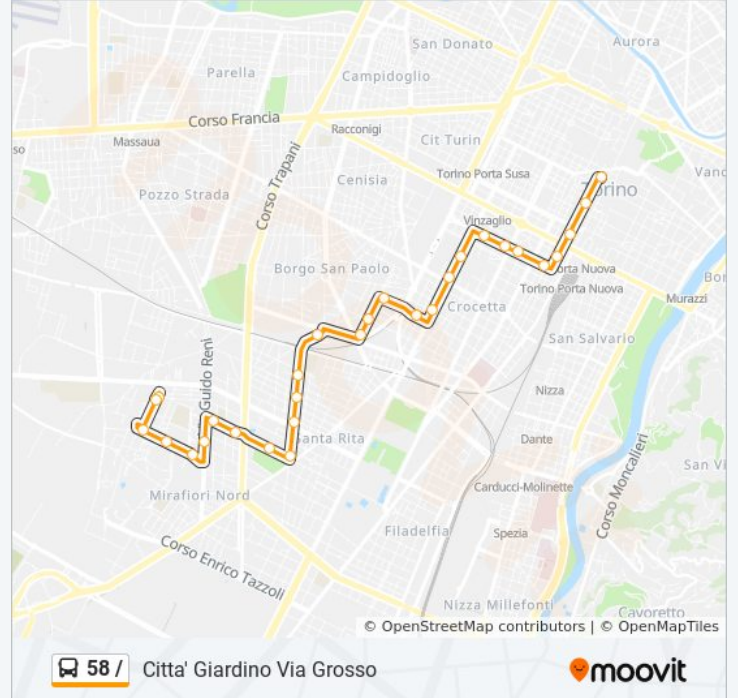 San Donato
Aurora
Parella
Campidoglio
Corso Francia
Racconigi
Massaua
so
Cit Turin
Vanc
Corso Trapani
Torino Porta Susa
Cenisia
Pozzo Strada
Torino
Vinzaglio
Borgo San Paolo
Porta Nuova
Bor
Torino Porta Nuova
Murazzi
Crocetta
San Salvario
Guido Reni
Nizza
Santa Rita
Dante
San Vi
Mirafiori Nord
Carducci-Molinette
Corso Moncalieri
Filadelfia
Spezia
Corso Enrico Tazzoli
Nizza Millefonti
Cavoretto
© OpenStreetMap contributors | © OpenMapTiles
58 /
Citta' Giardino Via Grosso
moovit